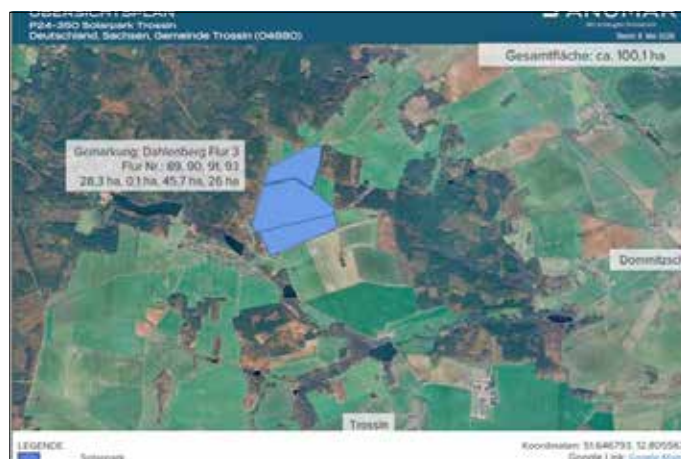 ÜBERSICHTSPLAN
P24-350 Solarpark Trossin
Deutschland, Sachsen, Gemeinde Trossin (04880)
ANUMAR
Gesamtfläche: ca. 100,1 ha
Gemarkung: Dahlenberg Flur 3
Flur Nr.: 89, 90, 91, 93
28,3 ha, 0,1 ha, 45,7 ha, 26 ha
Dommitzsch
Trossin
LEGENDE
Solarpark
Koordinaten: 51.646793, 12.805563
Google Link: Google Maps